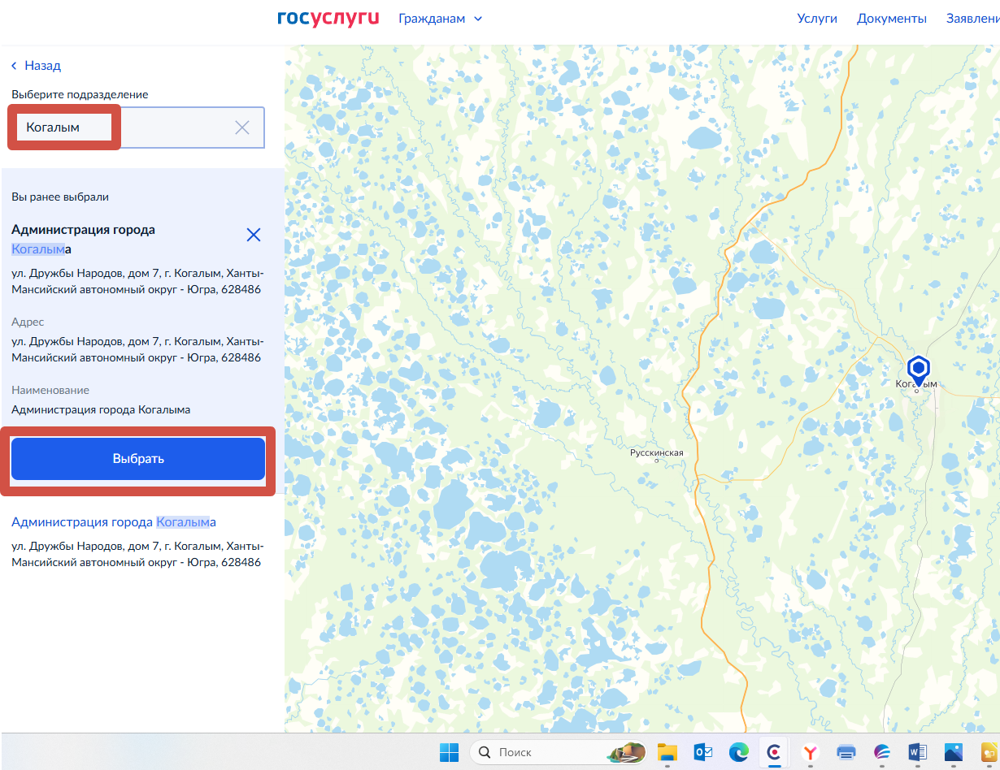 госуслуги Гражданам Услуги Документы Заявлени
Назад
Выберите подразделение
Когалым
Вы ранее выбрали
Администрация города
Когалыма
ул. Дружбы Народов, дом 7, г. Когалым, Ханты-
Мансийский автономный округ - Югра, 628486
Адрес
ул. Дружбы Народов, дом 7, г. Когалым, Ханты-
Мансийский автономный округ - Югра, 628486
Наименование
Администрация города Когалыма
Выбрать
Администрация города Когалыма
ул. Дружбы Народов, дом 7, г. Когалым, Ханты-
Мансийский автономный округ - Югра, 628486
Когалым
Русскинская
Поиск